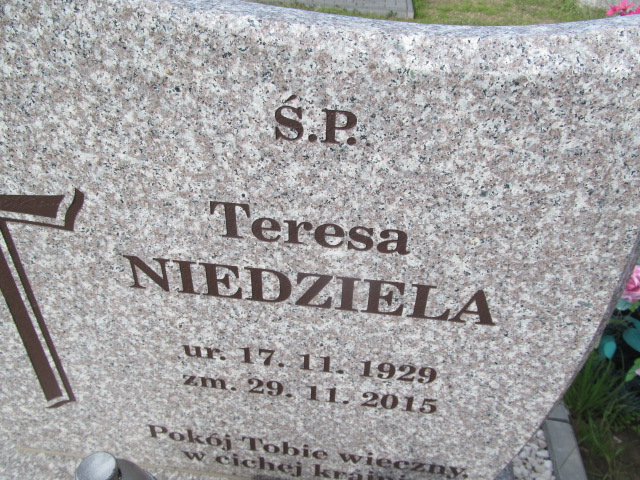 Ś.P.
Teresa
NIEDZIELA
ur. 17. 11. 1929
zm. 29. 11. 2015
Pokój Tobie wieczny,
w cichej